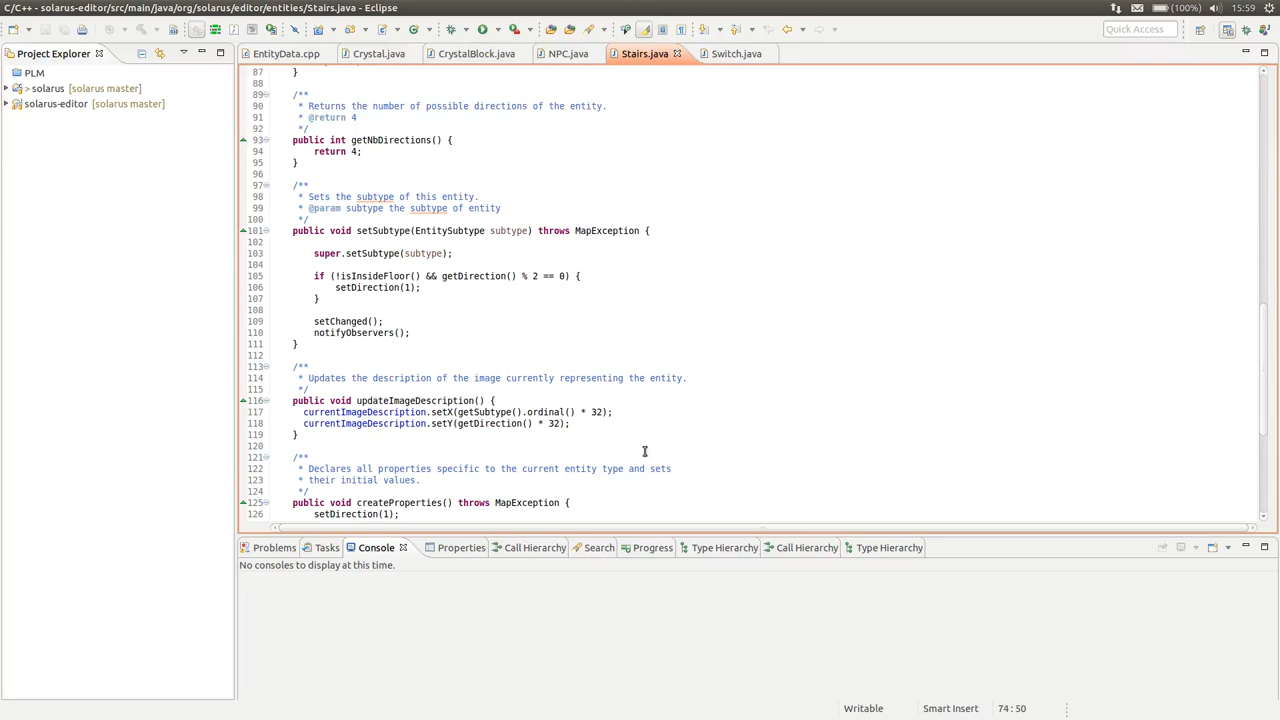 C/C++ - solarus-editor/src/main/java/org/solarus/editor/entities/Stairs.java - Eclipse
(100%) 15:59
Quick Access
Project Explorer
EntityData.cpp Crystal.java CrystalBlock.java NPC.java Stairs.java Switch.java
PLM
> solarus [solarus master]
solarus-editor [solarus master]
87 }
88
89 /**
90 * Returns the number of possible directions of the entity.
91 * @return 4
92 */
93 public int getNbDirections() {
94 return 4;
95 }
96
97 /**
98 * Sets the subtype of this entity.
99 * @param subtype the subtype of entity
100 */
101 public void setSubtype(EntitySubtype subtype) throws MapException {
102
103 super.setSubtype(subtype);
104
105 if (!isInsideFloor() && getDirection() % 2 == 0) {
106 setDirection(1);
107 }
108
109 setChanged();
110 notifyObservers();
111 }
112
113 /**
114 * Updates the description of the image currently representing the entity.
115 */
116 public void updateImageDescription() {
117 currentImageDescription.setX(getSubtype().ordinal() * 32);
118 currentImageDescription.setY(getDirection() * 32);
119 }
120
121 /**
122 * Declares all properties specific to the current entity type and sets
123 * their initial values.
124 */
125 public void createProperties() throws MapException {
126 setDirection(1);
Problems Tasks Console Properties Call Hierarchy Search Progress Type Hierarchy Call Hierarchy Type Hierarchy
No consoles to display at this time.
Writable Smart Insert 74 : 50